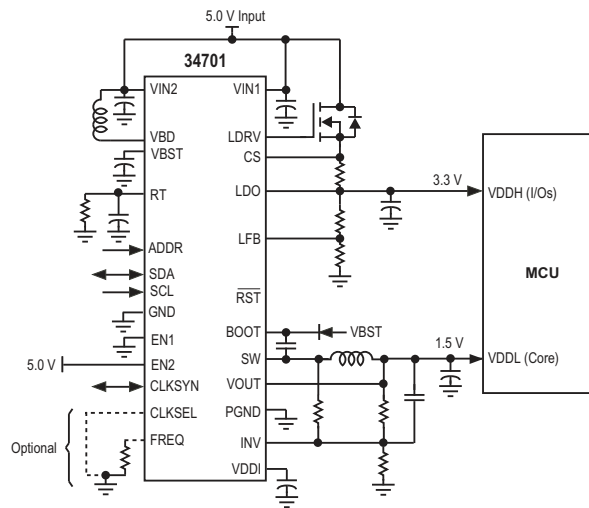 5.0 V Input
34701
VIN2
VIN1
VBD
LDRV
VBST
CS
RT
LDO
3.3 V
VDDH (I/Os)
LFB
ADDR
SDA
SCL
RST
MCU
GND
BOOT
VBST
EN1
SW
1.5 V
VDDL (Core)
5.0 V
EN2
VOUT
CLKSYN
CLKSEL
PGND
Optional
FREQ
INV
VDDI